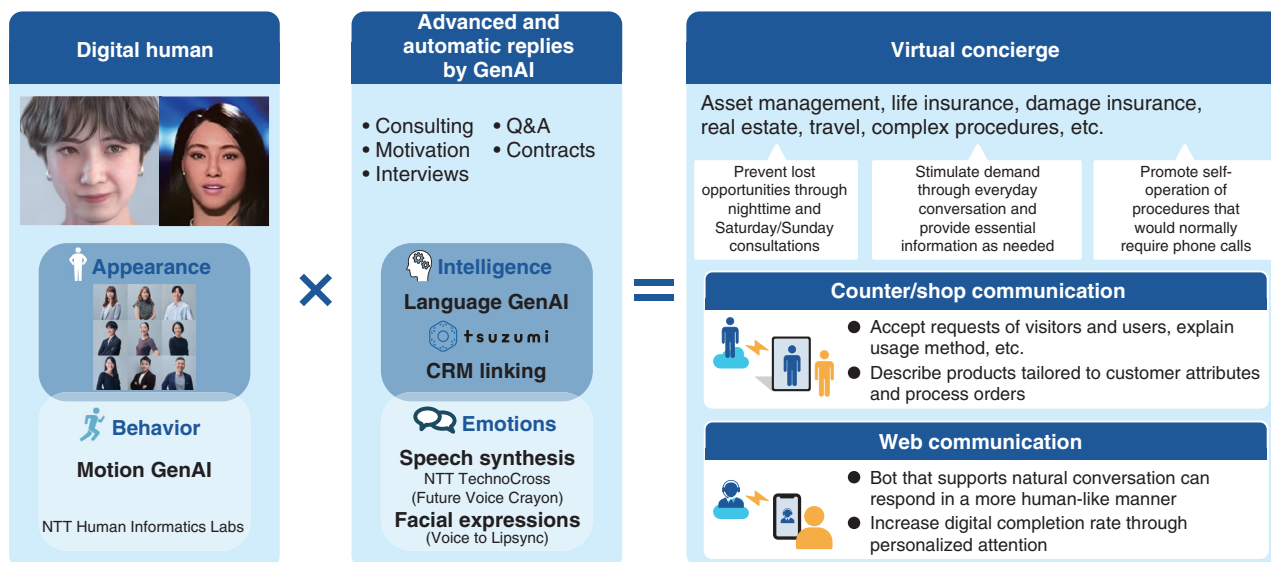 Digital human
Appearance
Behavior
Motion GenAI
NTT Human Informatics Labs
Advanced and
automatic replies
by GenAI
• Consulting • Q&A
• Motivation • Contracts
• Interviews
Intelligence
Language GenAI
tsuzumi
CRM linking
Emotions
Speech synthesis
NTT TechnoCross
(Future Voice Crayon)
Facial expressions
(Voice to Lipsync)
Virtual concierge
Asset management, life insurance, damage insurance,
real estate, travel, complex procedures, etc.
Prevent lost
opportunities through
nighttime and
Saturday/Sunday
consultations
Stimulate demand
through everyday
conversation and
provide essential
information as needed
Promote self-
operation of
procedures that
would normally
require phone calls
Counter/shop communication
● Accept requests of visitors and users, explain
usage method, etc.
● Describe products tailored to customer attributes
and process orders
Web communication
● Bot that supports natural conversation can
respond in a more human-like manner
● Increase digital completion rate through
personalized attention